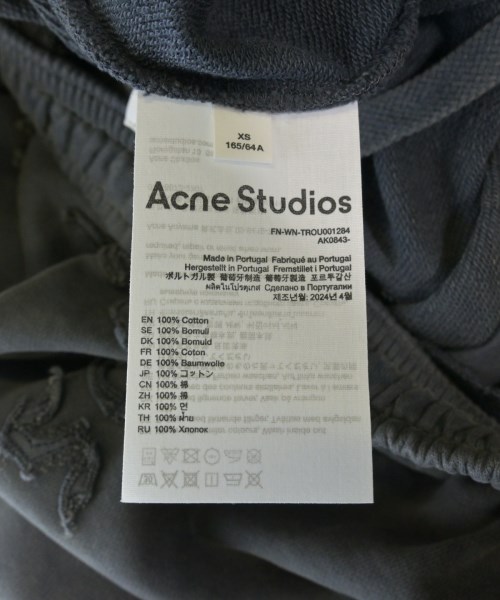 XS
165/64A
Acne Studios
FN-WN-TROU001284
AK0843-
Made in Portugal Fabriqué au Portugal
Hergestellt in Portugal Fremstillet i Portugal
ポルトガル製 葡萄牙制造 葡萄牙製造 포르투갈산
ผลิตในโปรตุเกส Сделано в Португалии
제조년월: 2024년 4월
EN 100% Cotton
SE 100% Bomull
DK 100% Bomuld
FR 100% Coton
DE 100% Baumwolle
JP 100% コットン
CN 100% 棉
ZH 100% 棉
KR 100% 면
TH 100% ฝ้าย
RU 100% Хлопок